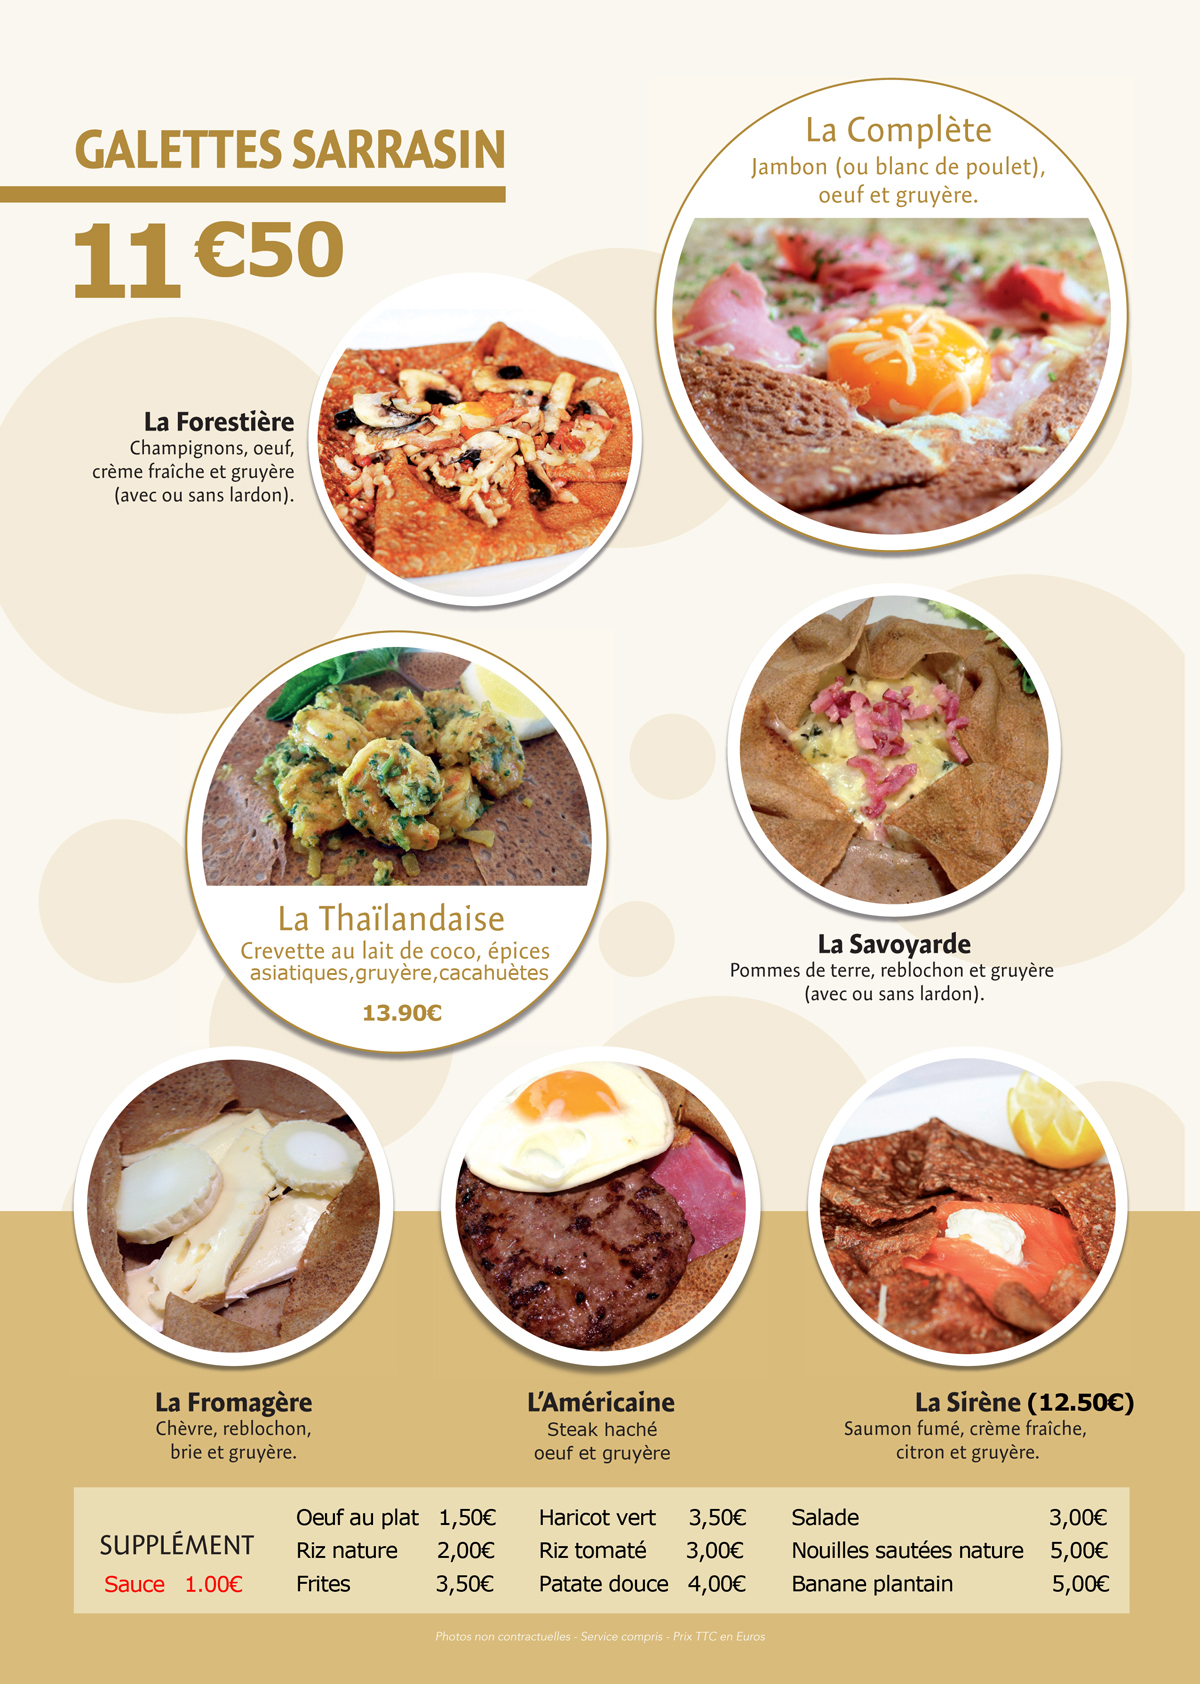 GALETTES SARRASIN
11 €50
La Complète
Jambon (ou blanc de poulet),
oeuf et gruyère.
La Forestière
Champignons, oeuf,
crème fraîche et gruyère
(avec ou sans lardon).
La Thaïlandaise
Crevette au lait de coco, épices
asiatiques,gruyère,cacahuètes
13.90€
La Savoyarde
Pommes de terre, reblochon et gruyère
(avec ou sans lardon).
La Fromagère
Chèvre, reblochon,
brie et gruyère.
L’Américaine
Steak haché
oeuf et gruyère
La Sirène (12.50€)
Saumon fumé, crème fraîche,
citron et gruyère.
SUPPLÉMENT
Sauce 1.00€
Oeuf au plat 1,50€
Riz nature 2,00€
Frites 3,50€
Haricot vert 3,50€
Riz tomaté 3,00€
Patate douce 4,00€
Salade 3,00€
Nouilles sautées nature 5,00€
Banane plantain 5,00€
Photos non contractuelles - Service compris - Prix TTC en Euros